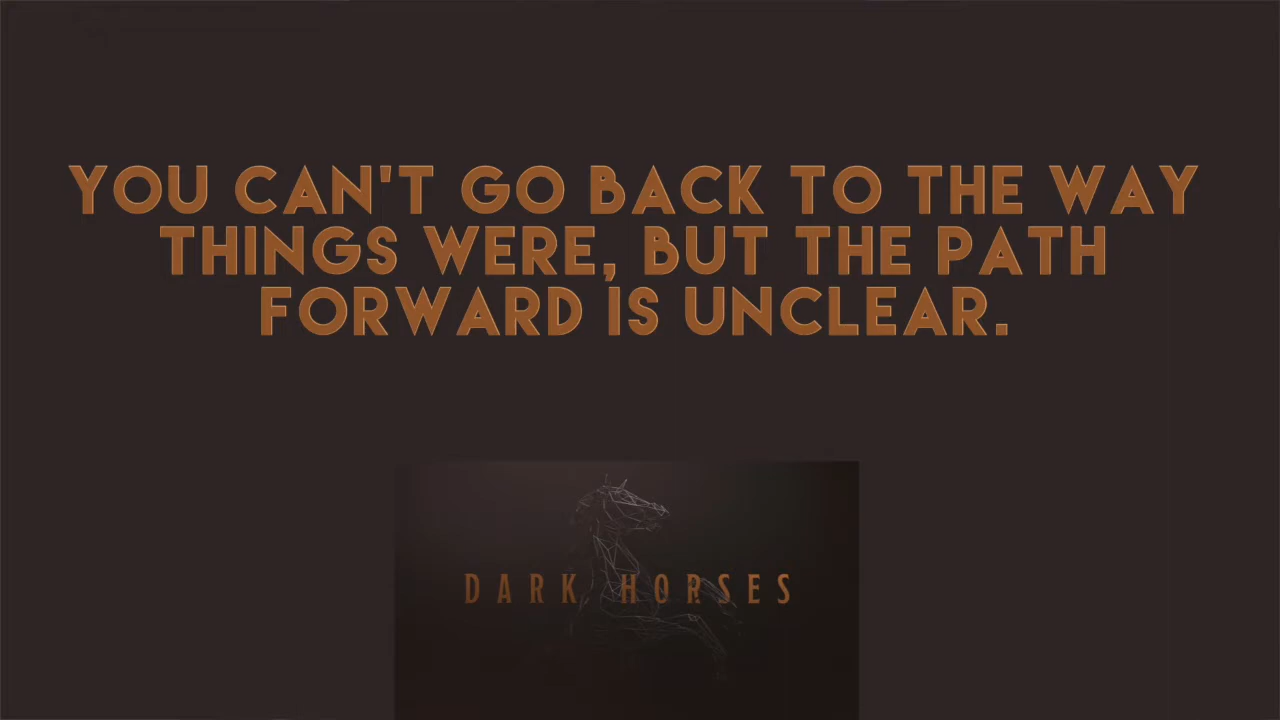 YOU CAN'T GO BACK TO THE WAY
THINGS WERE, BUT THE PATH
FORWARD IS UNCLEAR.
DARK HORSES